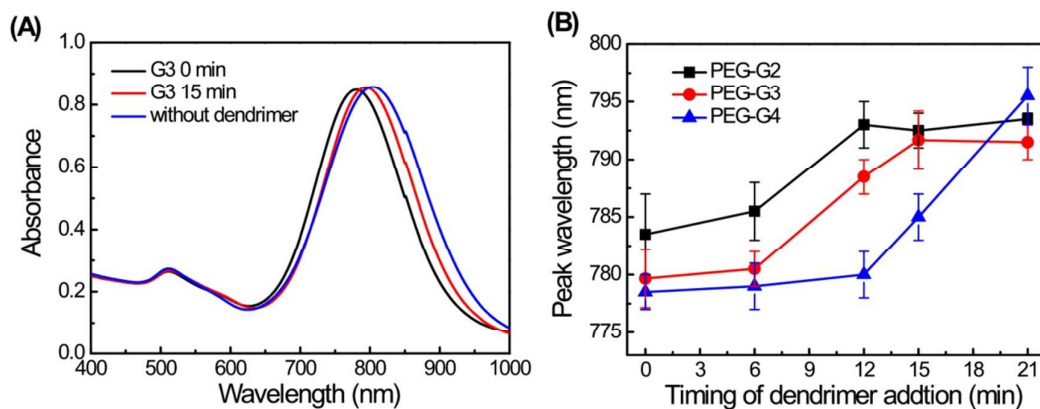 (A)
1.0
0.8
0.6
0.4
0.2
0.0
Absorbance
G3 0 min
G3 15 min
without dendrimer
400 500 600 700 800 900 1000
Wavelength (nm)
(B)
800
795
790
785
780
775
Peak wavelength (nm)
PEG-G2
PEG-G3
PEG-G4
0 3 6 9 12 15 18 21
Timing of dendrimer addtion (min)